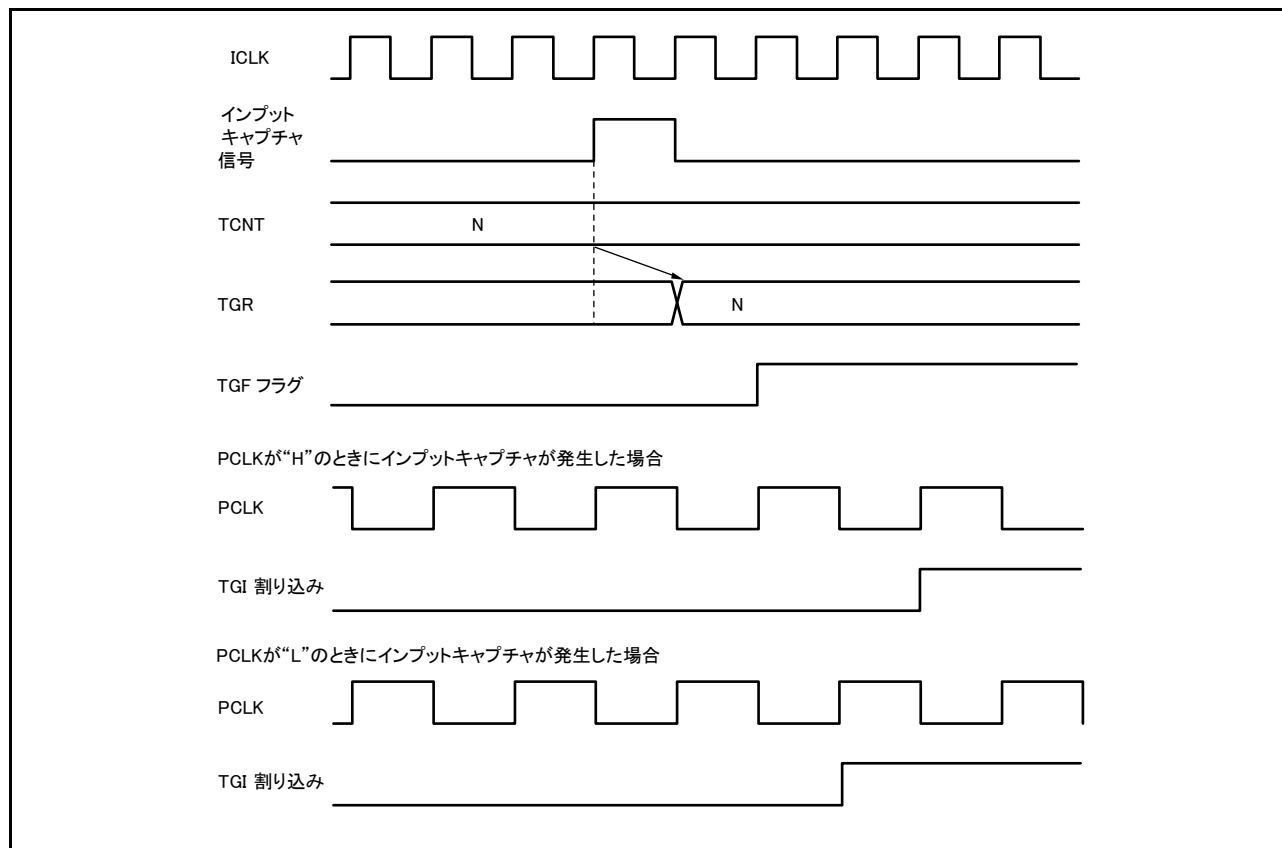 ICLK
インプット
キャプチャ
信号
TCNT
N
TGR
N
TGF フラグ
PCLKが“H”のときにインプットキャプチャが発生した場合
PCLK
TGI 割り込み
PCLKが“L”のときにインプットキャプチャが発生した場合
PCLK
TGI 割り込み